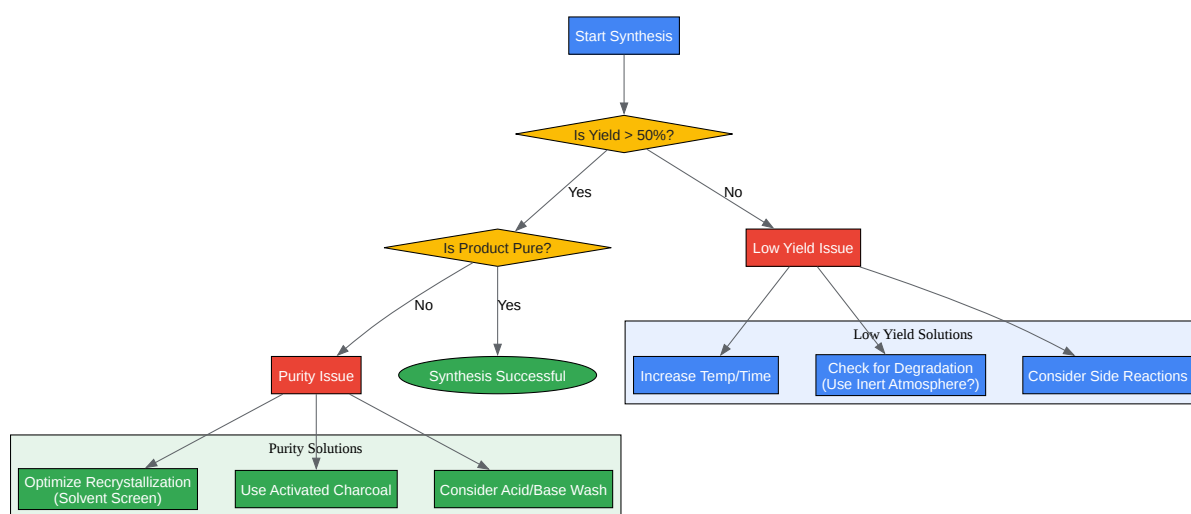 Start Synthesis
Is Yield > 50%?
Yes
No
Is Product Pure?
Low Yield Issue
No
Yes
Low Yield Solutions
Purity Issue
Synthesis Successful
Increase Temp/Time
Check for Degradation
(Use Inert Atmosphere?)
Consider Side Reactions
Purity Solutions
Optimize Recrystallization
(Solvent Screen)
Use Activated Charcoal
Consider Acid/Base Wash